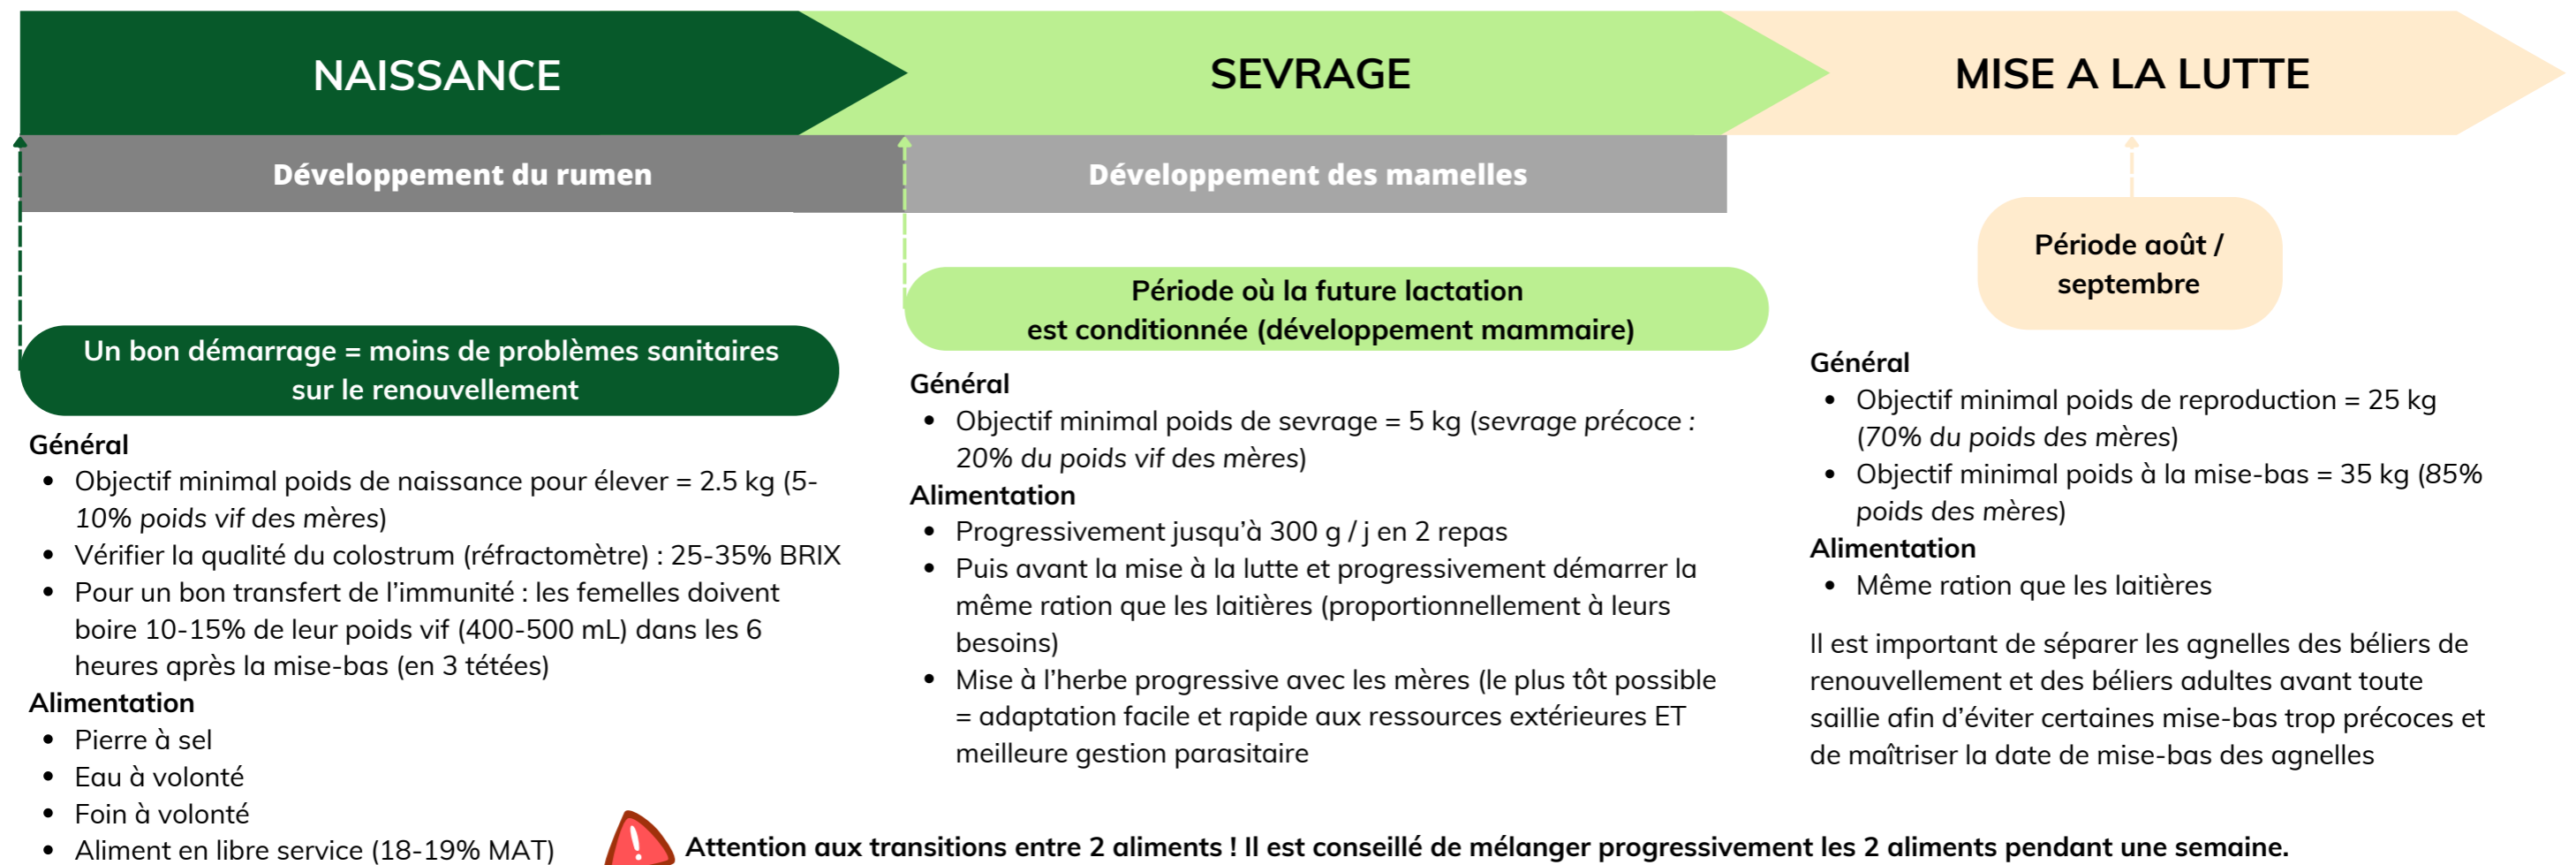 NAISSANCE
SEVRAGE
MISE A LA LUTTE
Développement du rumen
Développement des mamelles
Un bon démarrage = moins de problèmes sanitaires
sur le renouvellement
Général
• Objectif minimal poids de naissance pour élever = 2.5 kg (5-
10% poids vif des mères)
• Vérifier la qualité du colostrum (réfractomètre) : 25-35% BRIX
• Pour un bon transfert de l'immunité : les femelles doivent
boire 10-15% de leur poids vif (400-500 mL) dans les 6
heures après la mise-bas (en 3 tétées)
Alimentation
• Pierre à sel
• Eau à volonté
• Foin à volonté
• Aliment en libre service (18-19% MAT)
Période où la future lactation
est conditionnée (développement mammaire)
Général
• Objectif minimal poids de sevrage = 5 kg (sevrage précoce :
20% du poids vif des mères)
Alimentation
• Progressivement jusqu'à 300 g / j en 2 repas
• Puis avant la mise à la lutte et progressivement démarrer la
même ration que les laitières (proportionnellement à leurs
besoins)
• Mise à l'herbe progressive avec les mères (le plus tôt possible
= adaptation facile et rapide aux ressources extérieures ET
meilleure gestion parasitaire
Période août /
septembre
Général
• Objectif minimal poids de reproduction = 25 kg
(70% du poids des mères)
• Objectif minimal poids à la mise-bas = 35 kg (85%
poids des mères)
Alimentation
• Même ration que les laitières
Il est important de séparer les agnelles des béliers de
renouvellement et des béliers adultes avant toute
saillie afin d'éviter certaines mise-bas trop précoces et
de maîtriser la date de mise-bas des agnelles
Attention aux transitions entre 2 aliments ! Il est conseillé de mélanger progressivement les 2 aliments pendant une semaine.